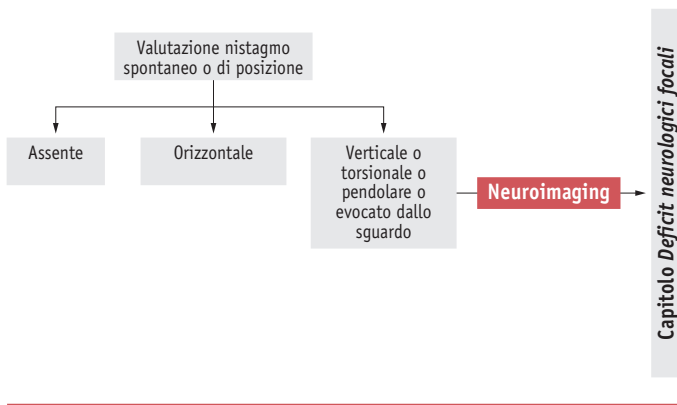 Valutazione nistagmo
spontaneo o di posizione
Assente
Orizzontale
Verticale o
torsionale o
pendolare o
evocato dallo
sguardo
Neuroimaging
Capitolo Deficit neurologici focali